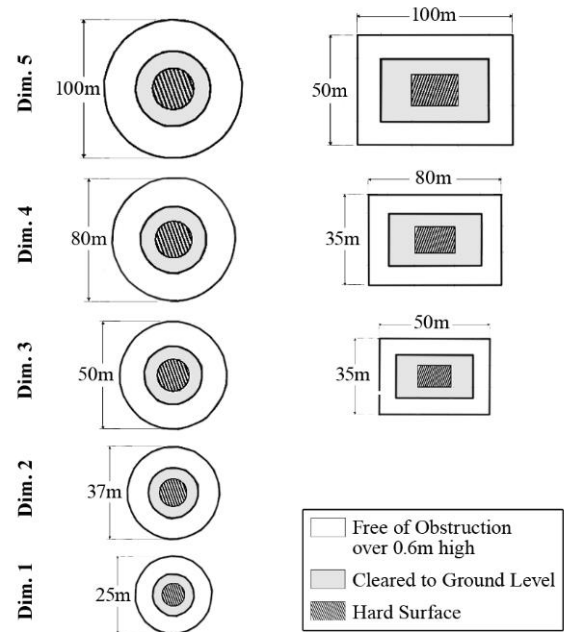 Dim. 5
100m
100m
50m
Dim. 4
80m
80m
35m
Dim. 3
50m
50m
35m
Dim. 2
37m
Dim. 1
25m
Free of Obstruction
over 0.6m high
Cleared to Ground Level
Hard Surface